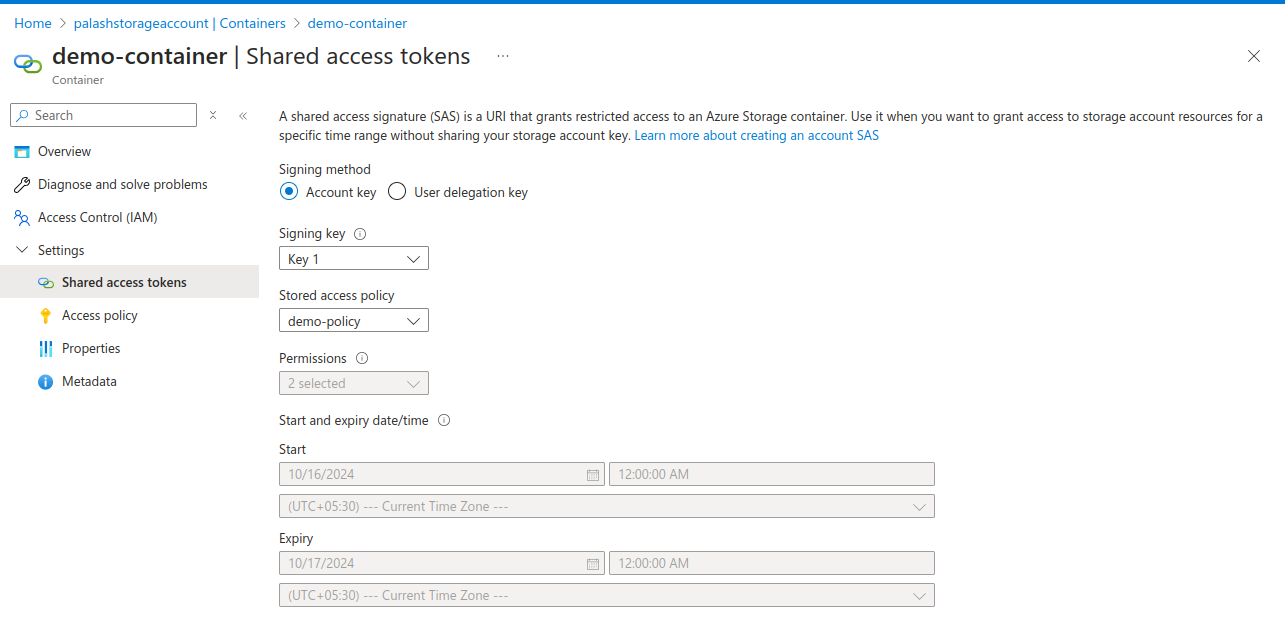 Home > palashstorageaccount | Containers > demo-container
demo-container | Shared access tokens ...
Container
Search
Overview
Diagnose and solve problems
Access Control (IAM)
Settings
Shared access tokens
Access policy
Properties
Metadata
A shared access signature (SAS) is a URI that grants restricted access to an Azure Storage container. Use it when you want to grant access to storage account resources for a
specific time range without sharing your storage account key. Learn more about creating an account SAS
Signing method
Account key User delegation key
Signing key
Key 1
Stored access policy
demo-policy
Permissions
2 selected
Start and expiry date/time
Start
10/16/2024 12:00:00 AM
(UTC+05:30) --- Current Time Zone ---
Expiry
10/17/2024 12:00:00 AM
(UTC+05:30) --- Current Time Zone ---